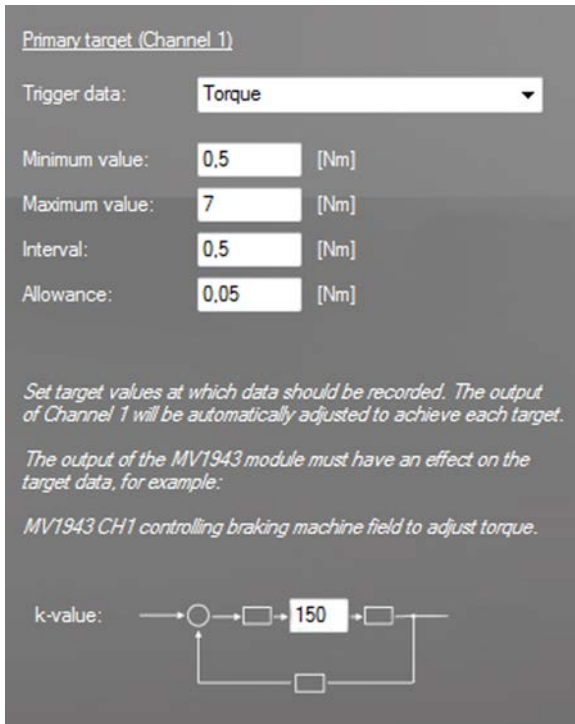 Primary target (Channel 1)
Trigger data: Torque
Minimum value: 0,5 [Nm]
Maximum value: 7 [Nm]
Interval: 0,5 [Nm]
Allowance: 0,05 [Nm]
Set target values at which data should be recorded. The output
of Channel 1 will be automatically adjusted to achieve each target.
The output of the MV1943 module must have an effect on the
target data, for example:
MV1943 CH1 controlling braking machine field to adjust torque.
k-value: 150